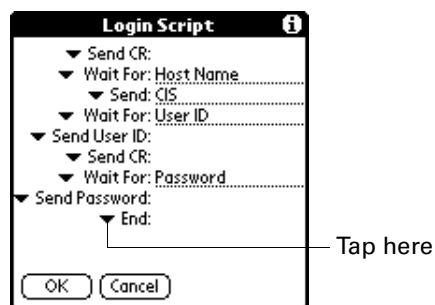 Login Script
Send CR:
Wait For: Host Name
Send: CIS
Wait For: User ID
Send User ID:
Send CR:
Wait For: Password
Send Password:
End:
Tap here
OK Cancel